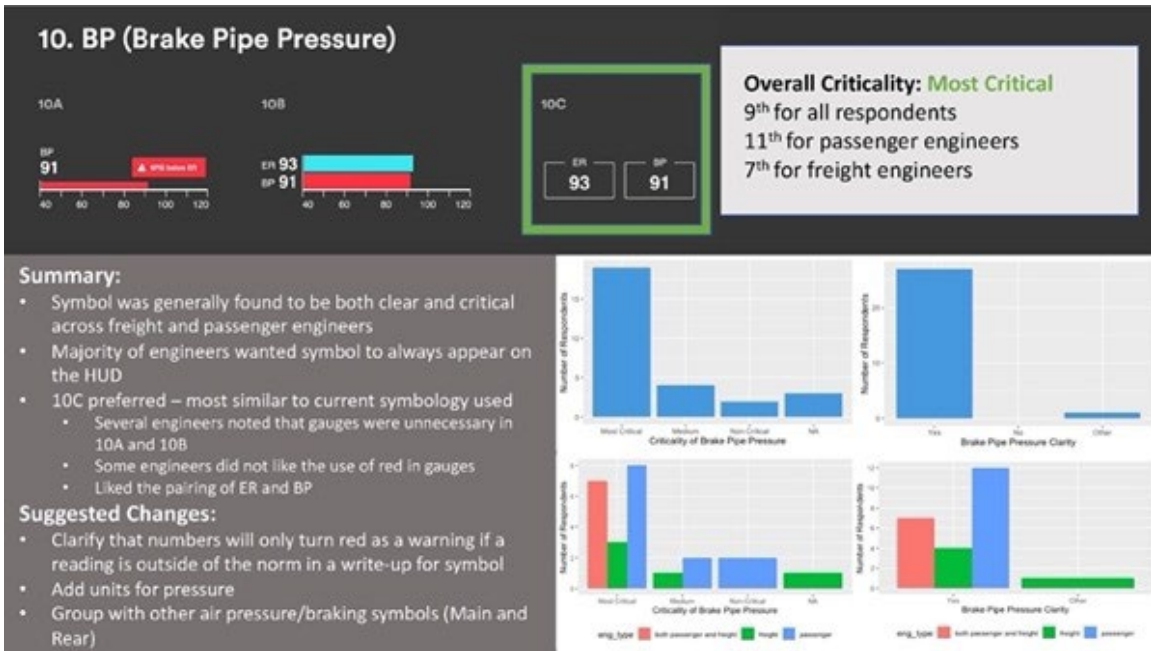 10. BP (Brake Pipe Pressure)
10A
BP
91
40 60 80 100 120
10B
ER 93
BP 91
40 60 80 100 120
10C
ER
93
BP
91
Overall Criticality: Most Critical
9th for all respondents
11th for passenger engineers
7th for freight engineers
Summary:
• Symbol was generally found to be both clear and critical
across freight and passenger engineers
• Majority of engineers wanted symbol to always appear on
the HUD
• 10C preferred – most similar to current symbology used
• Several engineers noted that gauges were unnecessary in
10A and 10B
• Some engineers did not like the use of red in gauges
• Liked the pairing of ER and BP
Suggested Changes:
• Clarify that numbers will only turn red as a warning if a
reading is outside of the norm in a write-up for symbol
• Add units for pressure
• Group with other air pressure/braking symbols (Main and
Rear)
Number of Respondents
Most Critical Medium Non-Critical NA
Criticality of Brake Pipe Pressure
Number of Respondents
Yes No Other
Brake Pipe Pressure Clarity
Number of Respondents
Most Critical Medium Non-Critical NA
Criticality of Brake Pipe Pressure
eng_type both passenger and freight freight passenger
Number of Respondents
Yes Other
Brake Pipe Pressure Clarity
eng_type both passenger and freight freight passenger